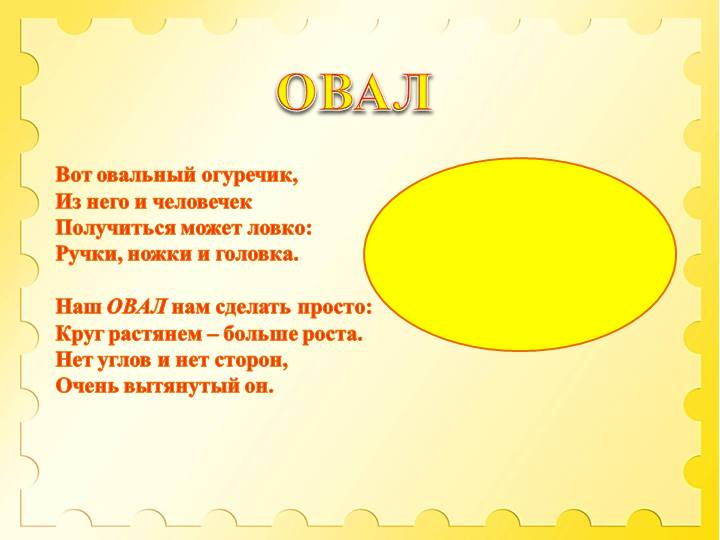 ОВАЛ
Вот овальный огуречик,
Из него и человечек
Получиться может ловко:
Ручки, ножки и головка.
Наш ОВАЛ нам сделать просто:
Круг растянем – больше роста.
Нет углов и нет сторон,
Очень вытянутый он.